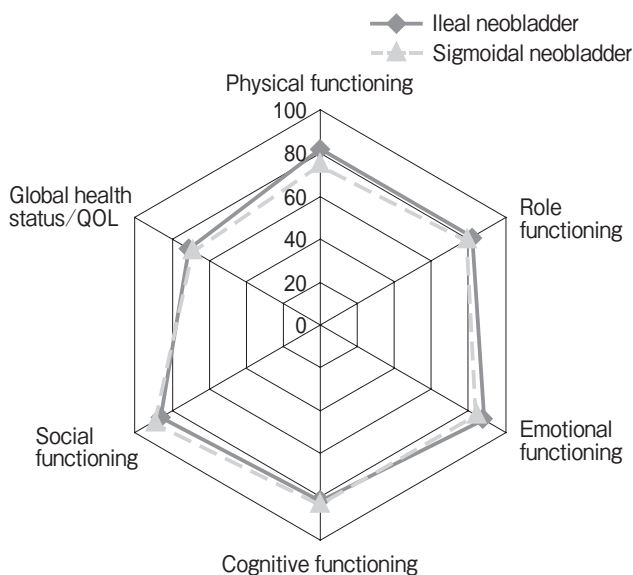 Ileal neobladder
Sigmoidal neobladder
Physical functioning
100
80
60
40
20
0
Global health
status/QOL
Role
functioning
Social
functioning
Emotional
functioning
Cognitive functioning